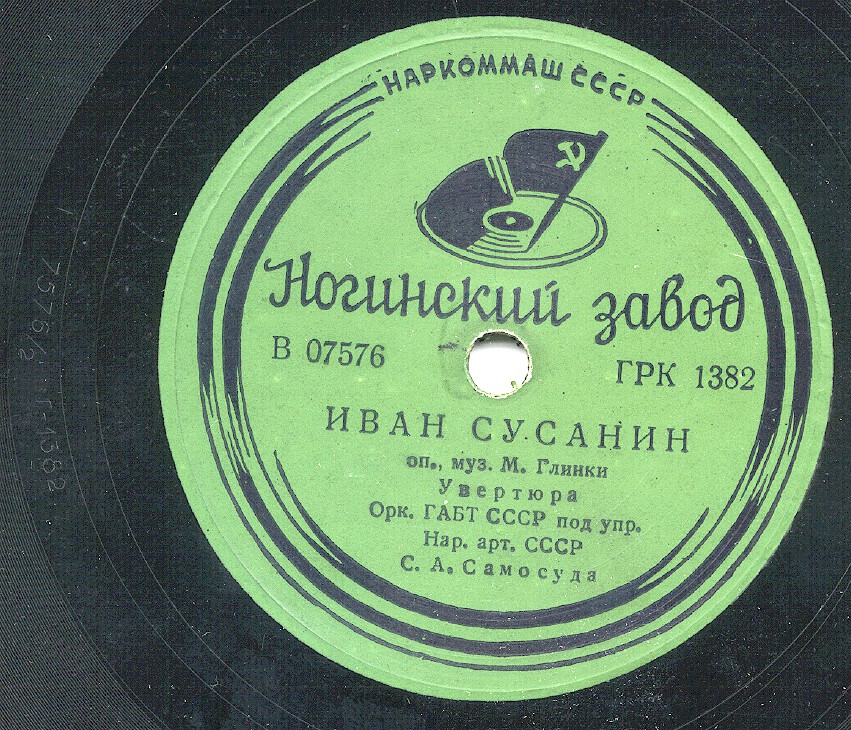 НАРКОММАШ СССР
Ногинский завод
В 07576
ГРК 1382
ИВАН СУСАНИН
оп., муз. М. Глинки
Увертюра
Орк. ГАБТ СССР под упр.
Нар. арт. СССР
С. А. Самосуда
7576/2 Г-1382